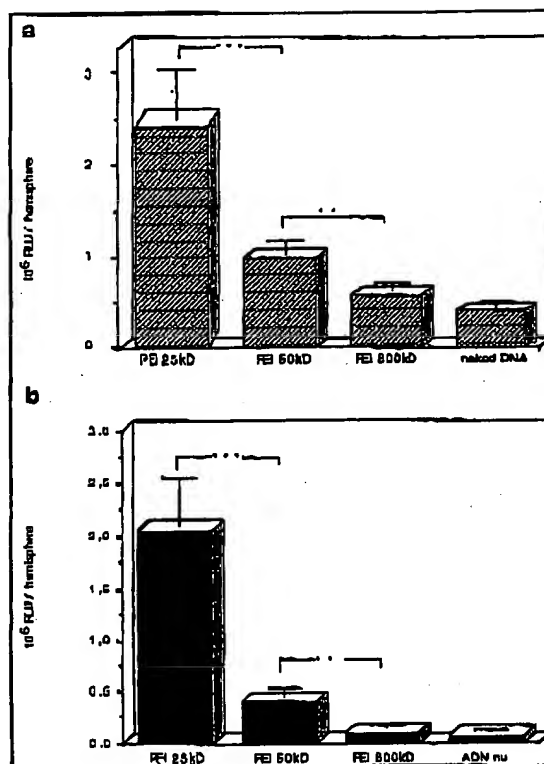 a
3
2
1
0
10⁶ RLU / hemisphere
PEI 25kD PEI 50kD PEI 800kD naked DNA
b
3,0
2,5
2,0
1,5
1,0
0,5
0,0
10⁶ RLU / hemisphere
PEI 25kD PEI 50kD PEI 800kD ADN nu